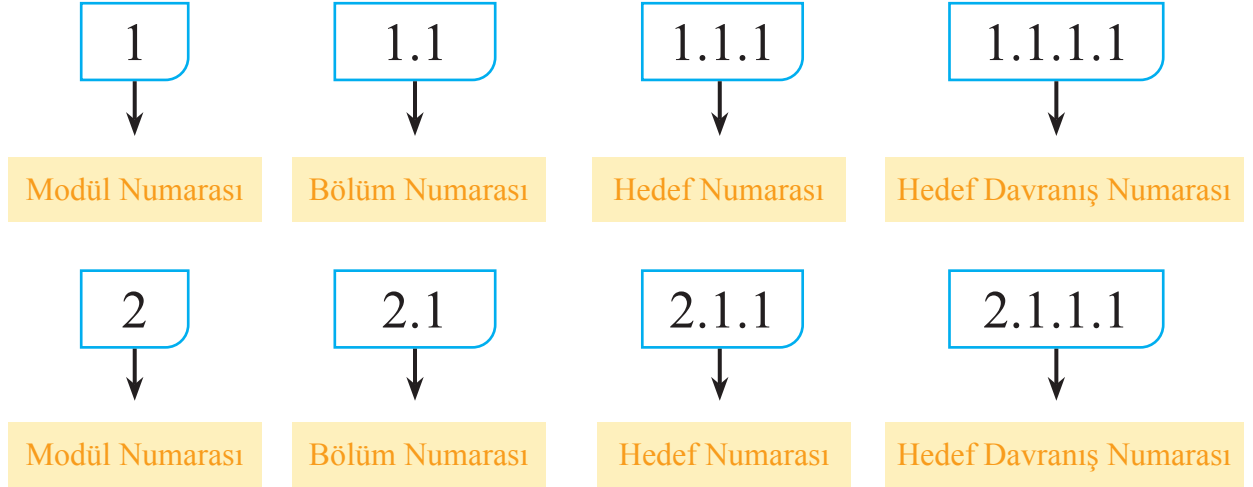 1 1.1 1.1.1 1.1.1.1
Modül Numarası Bölüm Numarası Hedef Numarası Hedef Davranış Numarası
2 2.1 2.1.1 2.1.1.1
Modül Numarası Bölüm Numarası Hedef Numarası Hedef Davranış Numarası